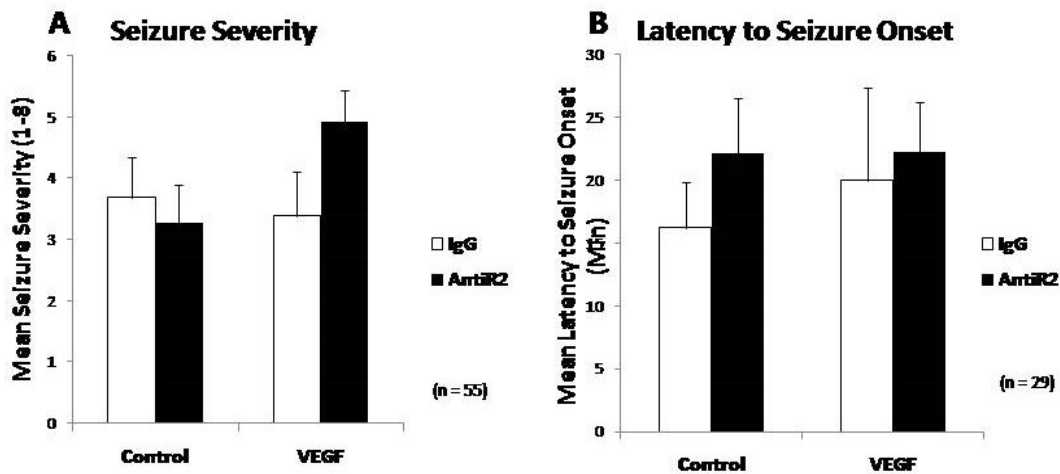 A
Seizure Severity
Mean Seizure Severity (1-8)
6
5
4
3
2
1
0
Control
VEGF
IgG
AntiR2
(n = 55)
B
Latency to Seizure Onset
Mean Latency to Seizure Onset
(Min)
30
25
20
15
10
5
0
Control
VEGF
IgG
AntiR2
(n = 29)